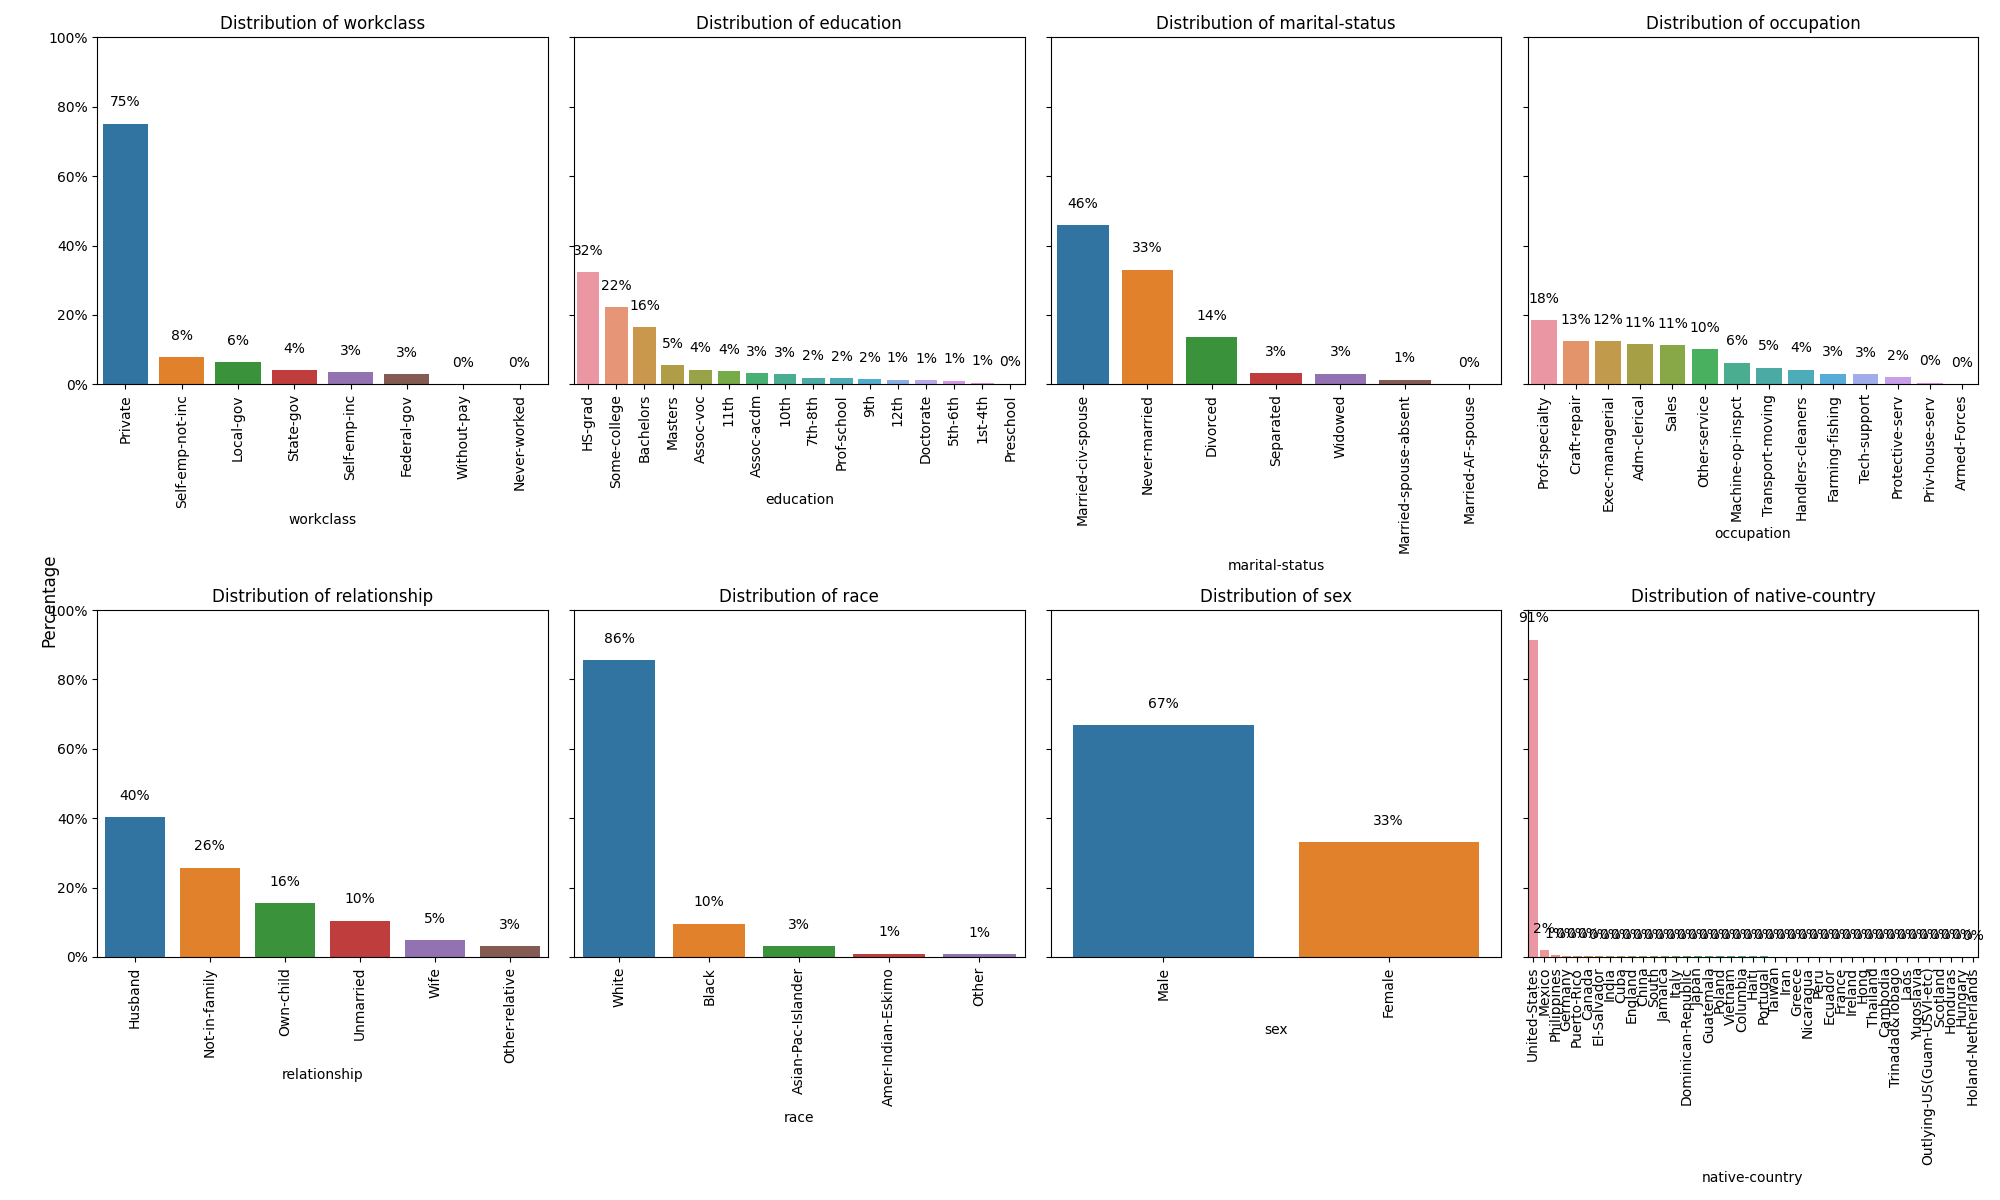 Distribution of workclass
100%
80%
60%
40%
20%
0%
75%
8%
6%
4%
3%
3%
0%
0%
Private
Self-emp-not-inc
Local-gov
State-gov
Self-emp-inc
Federal-gov
Without-pay
Never-worked
workclass
Distribution of education
32%
22%
16%
5%
4%
4%
3%
3%
2%
2%
2%
1%
1%
1%
1%
0%
HS-grad
Some-college
Bachelors
Masters
Assoc-voc
11th
Assoc-acdm
10th
7th-8th
Prof-school
9th
12th
Doctorate
5th-6th
1st-4th
Preschool
education
Distribution of marital-status
46%
33%
14%
3%
3%
1%
0%
Married-civ-spouse
Never-married
Divorced
Separated
Widowed
Married-spouse-absent
Married-AF-spouse
marital-status
Distribution of occupation
18%
13%
12%
11%
11%
10%
6%
5%
4%
3%
3%
2%
0%
0%
Prof-specialty
Craft-repair
Exec-managerial
Adm-clerical
Sales
Other-service
Machine-op-inspct
Transport-moving
Handlers-cleaners
Farming-fishing
Tech-support
Protective-serv
Priv-house-serv
Armed-Forces
occupation
Percentage
Distribution of relationship
100%
80%
60%
40%
20%
0%
40%
26%
16%
10%
5%
3%
Husband
Not-in-family
Own-child
Unmarried
Wife
Other-relative
relationship
Distribution of race
86%
10%
3%
1%
1%
White
Black
Asian-Pac-Islander
Amer-Indian-Eskimo
Other
race
Distribution of sex
67%
33%
Male
Female
sex
Distribution of native-country
91%
2%
United-States
Mexico
Philippines
Germany
Puerto-Rico
Canada
El-Salvador
India
Cuba
England
China
South
Jamaica
Italy
Dominican-Republic
Japan
Guatemala
Poland
Vietnam
Columbia
Haiti
Portugal
Taiwan
Iran
Greece
Nicaragua
Peru
Ecuador
France
Ireland
Hong
Thailand
Cambodia
Trinadad&Tobago
Laos
Yugoslavia
Outlying-US(Guam-USVI-etc)
Scotland
Honduras
Hungary
Holand-Netherlands
native-country